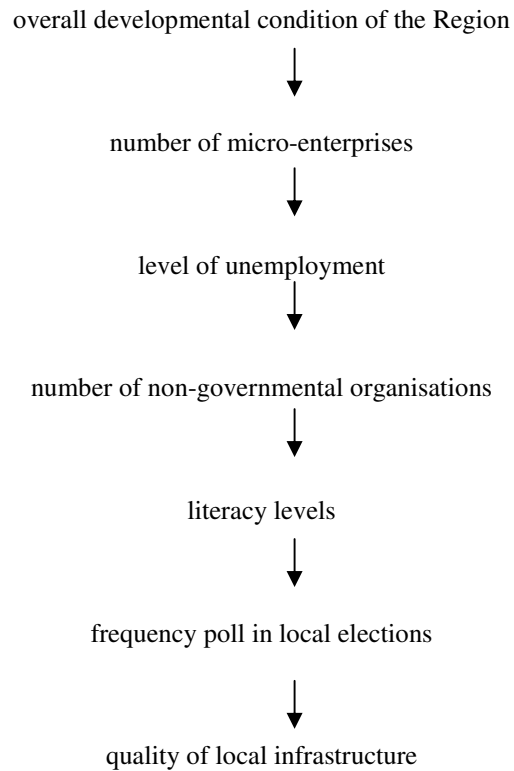 overall developmental condition of the Region
number of micro-enterprises
level of unemployment
number of non-governmental organisations
literacy levels
frequency poll in local elections
quality of local infrastructure